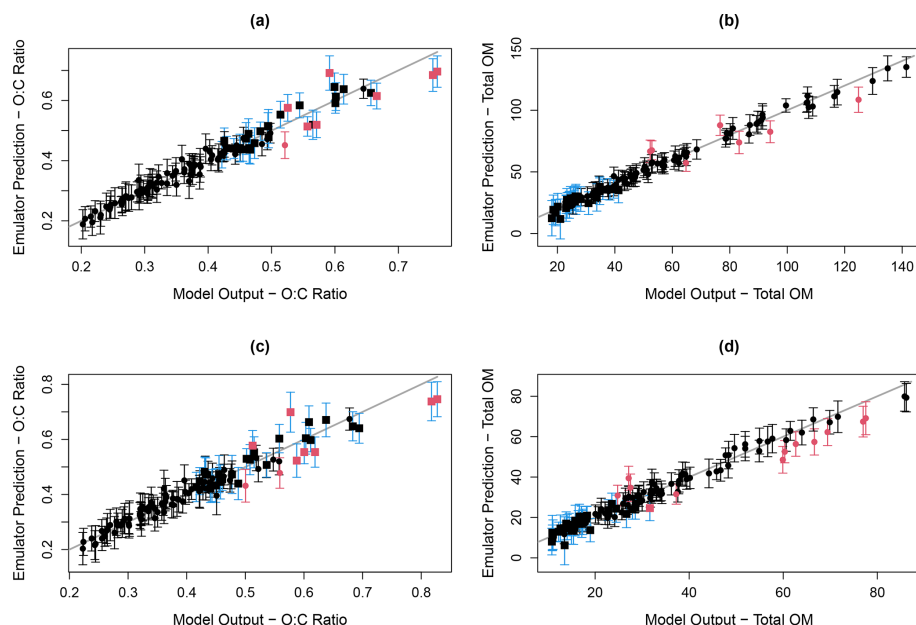 (a)
Emulator Prediction − O:C Ratio
0.2 0.4 0.6
0.2 0.3 0.4 0.5 0.6 0.7
Model Output − O:C Ratio
(b)
Emulator Prediction − Total OM
0 50 100 150
20 40 60 80 100 120 140
Model Output − Total OM
(c)
Emulator Prediction − O:C Ratio
0.2 0.4 0.6 0.8
0.2 0.3 0.4 0.5 0.6 0.7 0.8
Model Output − O:C Ratio
(d)
Emulator Prediction − Total OM
0 20 40 60 80
20 40 60 80
Model Output − Total OM